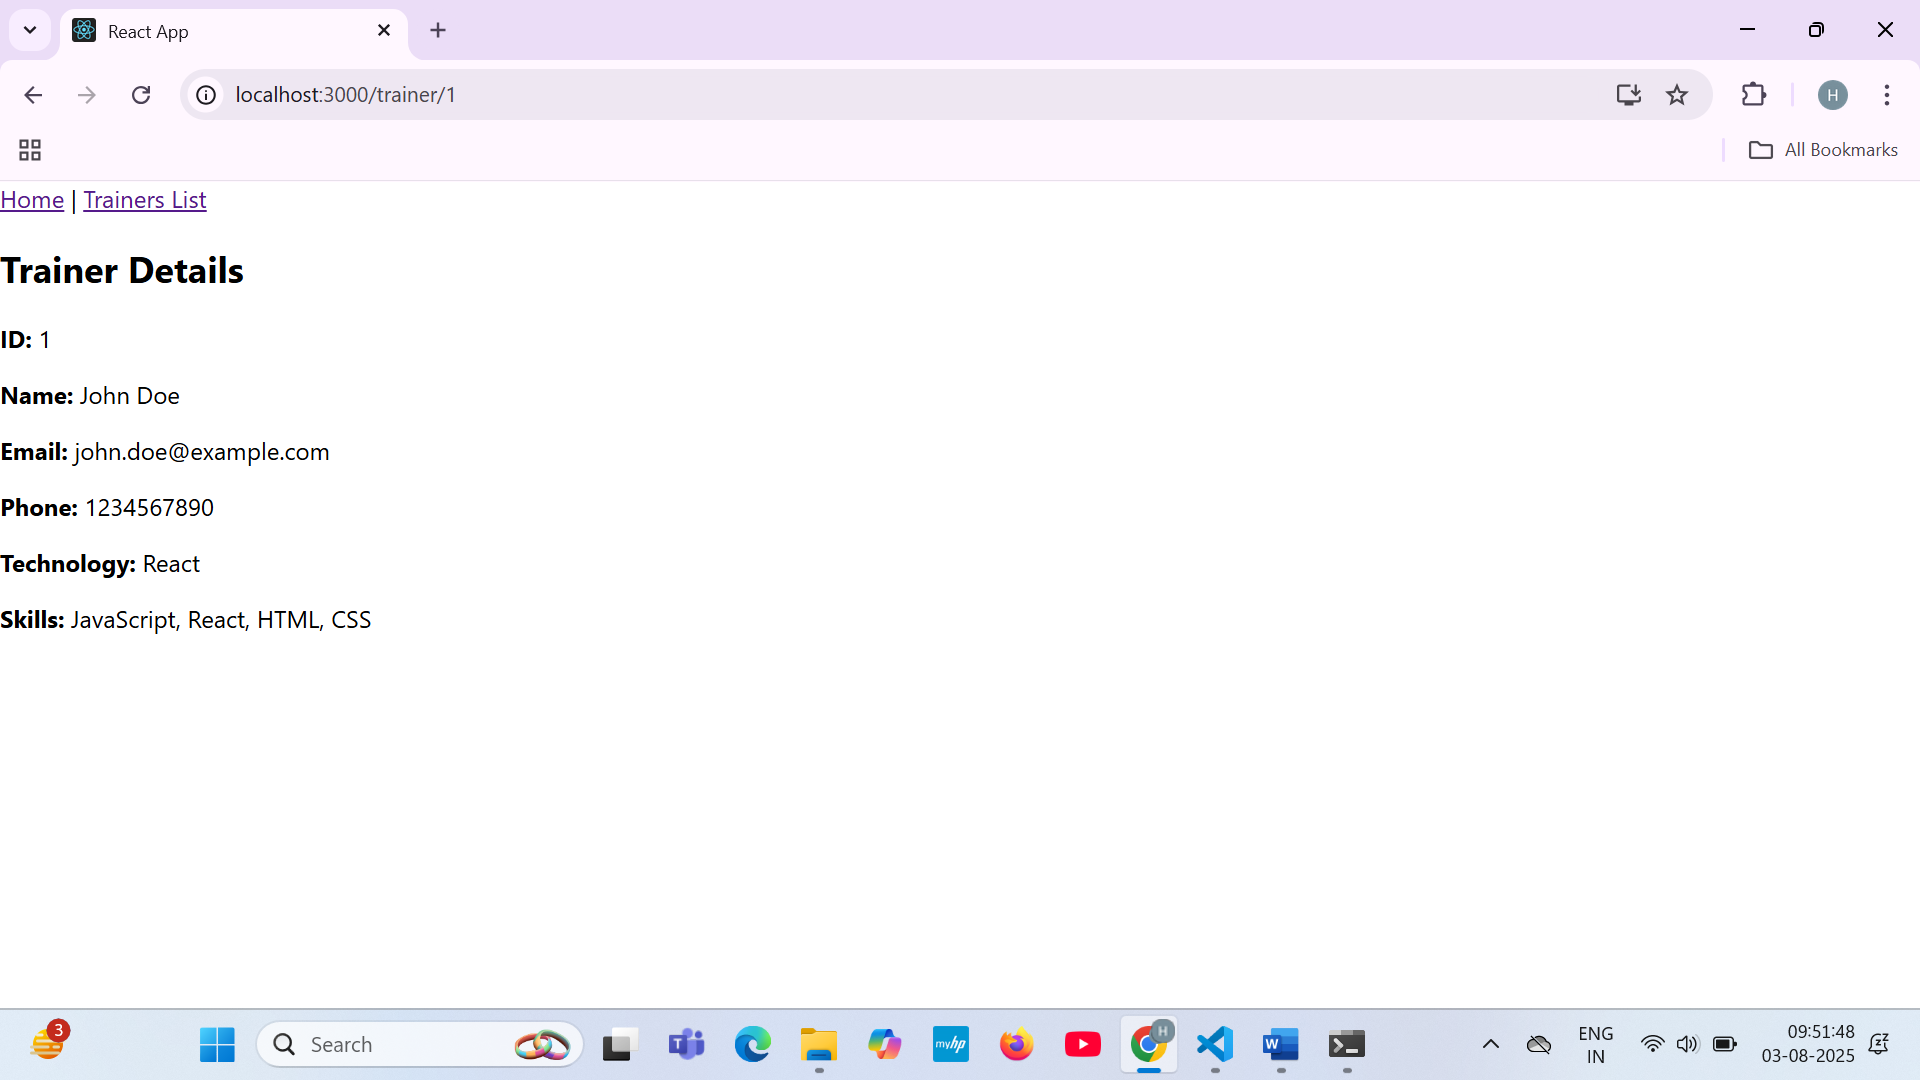 React App
localhost:3000/trainer/1
H
All Bookmarks
Home | Trainers List
Trainer Details
ID: 1
Name: John Doe
Email: john.doe@example.com
Phone: 1234567890
Technology: React
Skills: JavaScript, React, HTML, CSS
3
Search
T
myhp
H
W
ENG
IN
09:51:48
03-08-2025